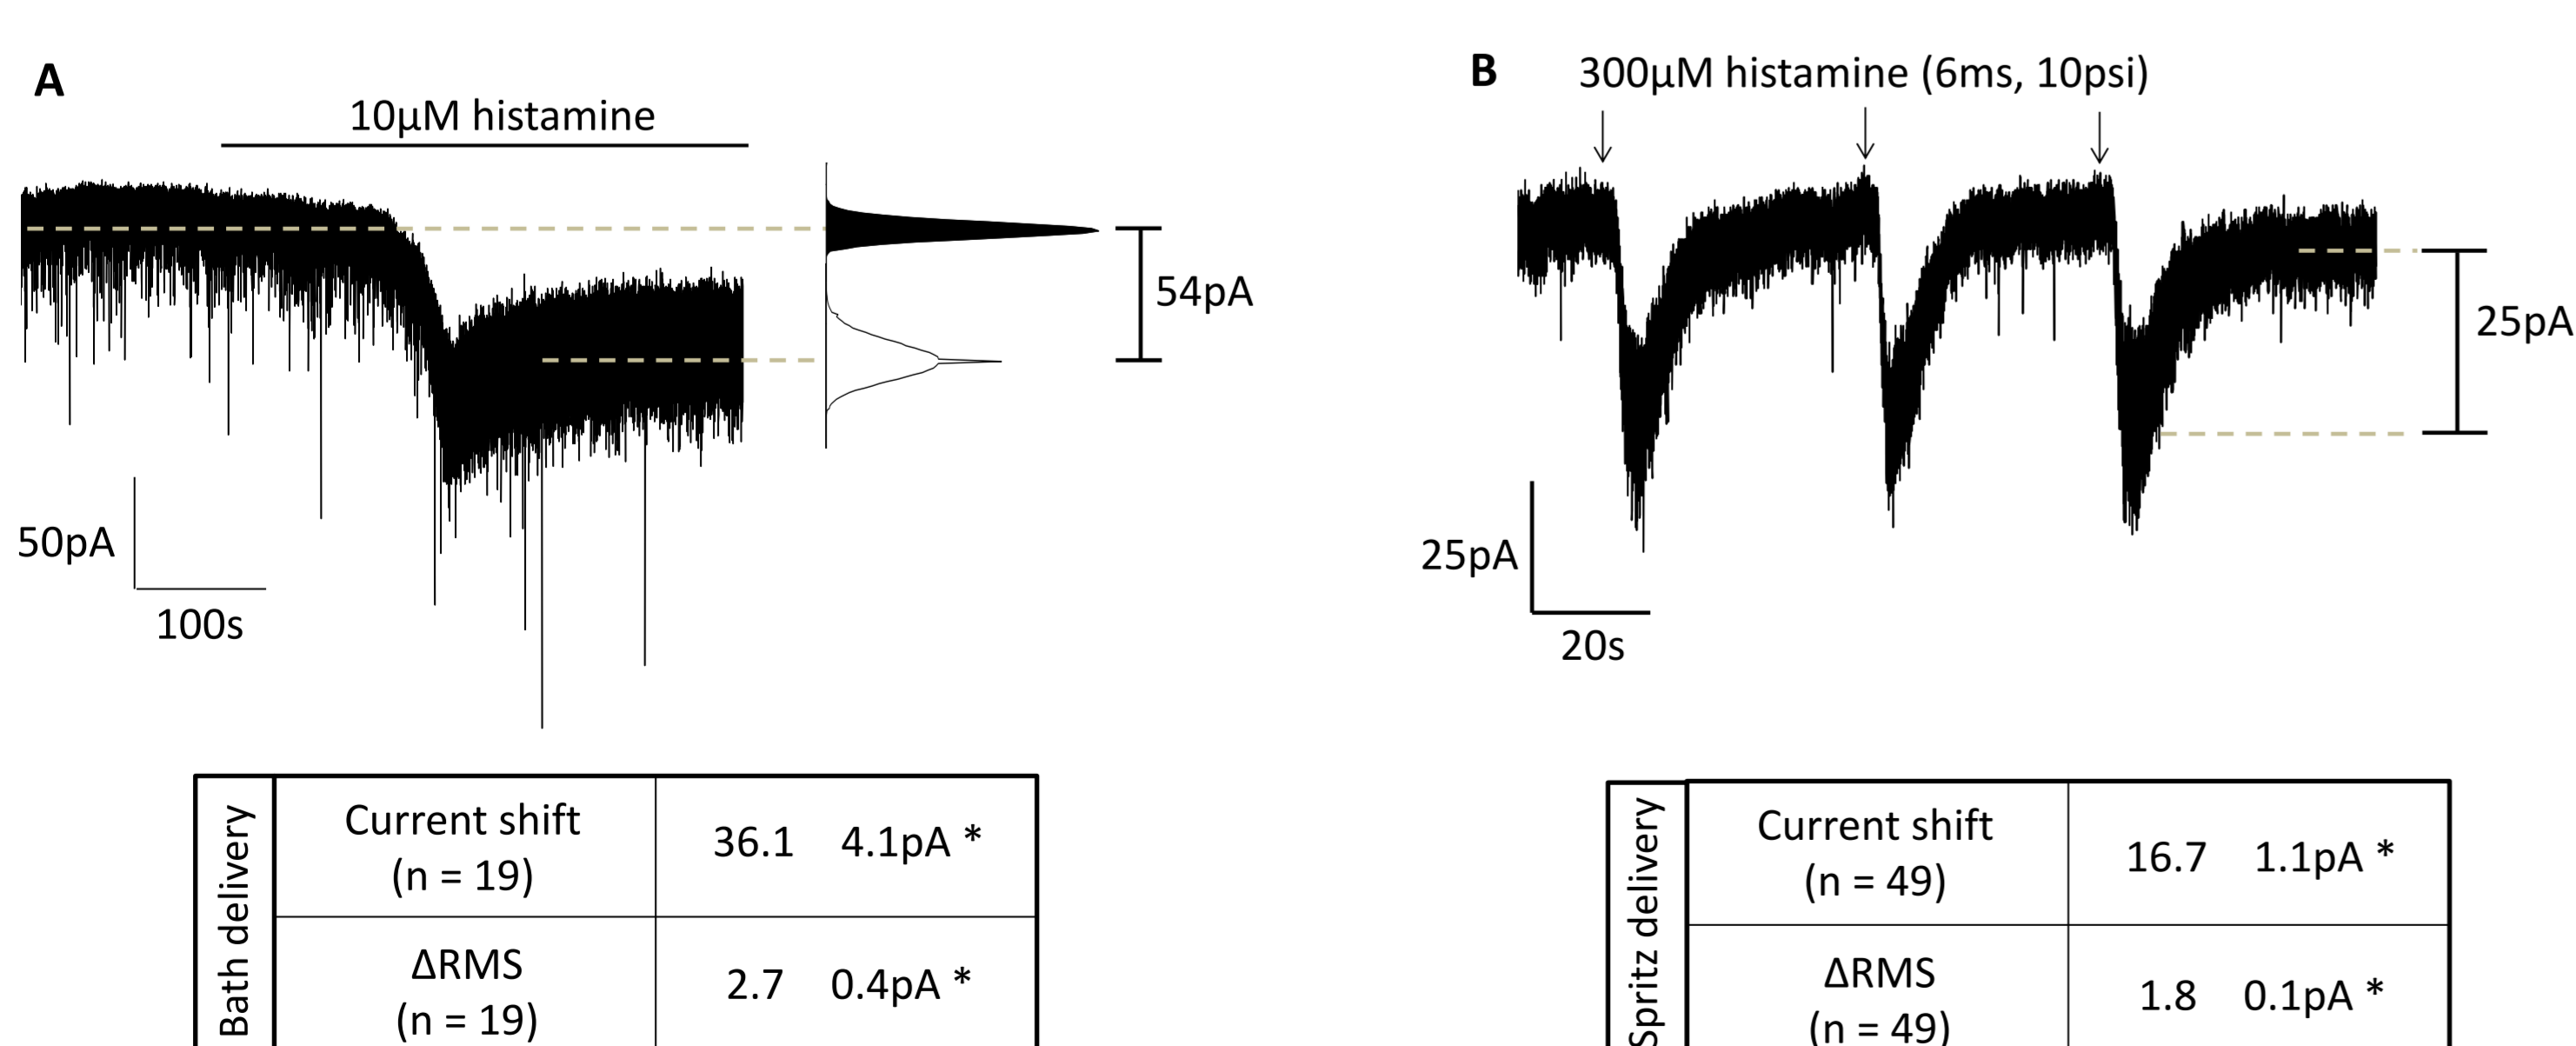 A
10µM histamine
54pA
50pA
100s
Bath delivery
Current shift
(n = 19)
36.1 4.1pA *
ΔRMS
(n = 19)
2.7 0.4pA *
B
300µM histamine (6ms, 10psi)
25pA
25pA
20s
Spritz delivery
Current shift
(n = 49)
16.7 1.1pA *
ΔRMS
(n = 49)
1.8 0.1pA *